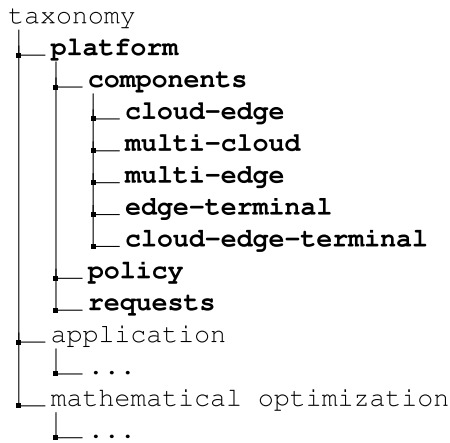 taxonomy
platform
components
cloud-edge
multi-cloud
multi-edge
edge-terminal
cloud-edge-terminal
policy
requests
application
...
mathematical optimization
...